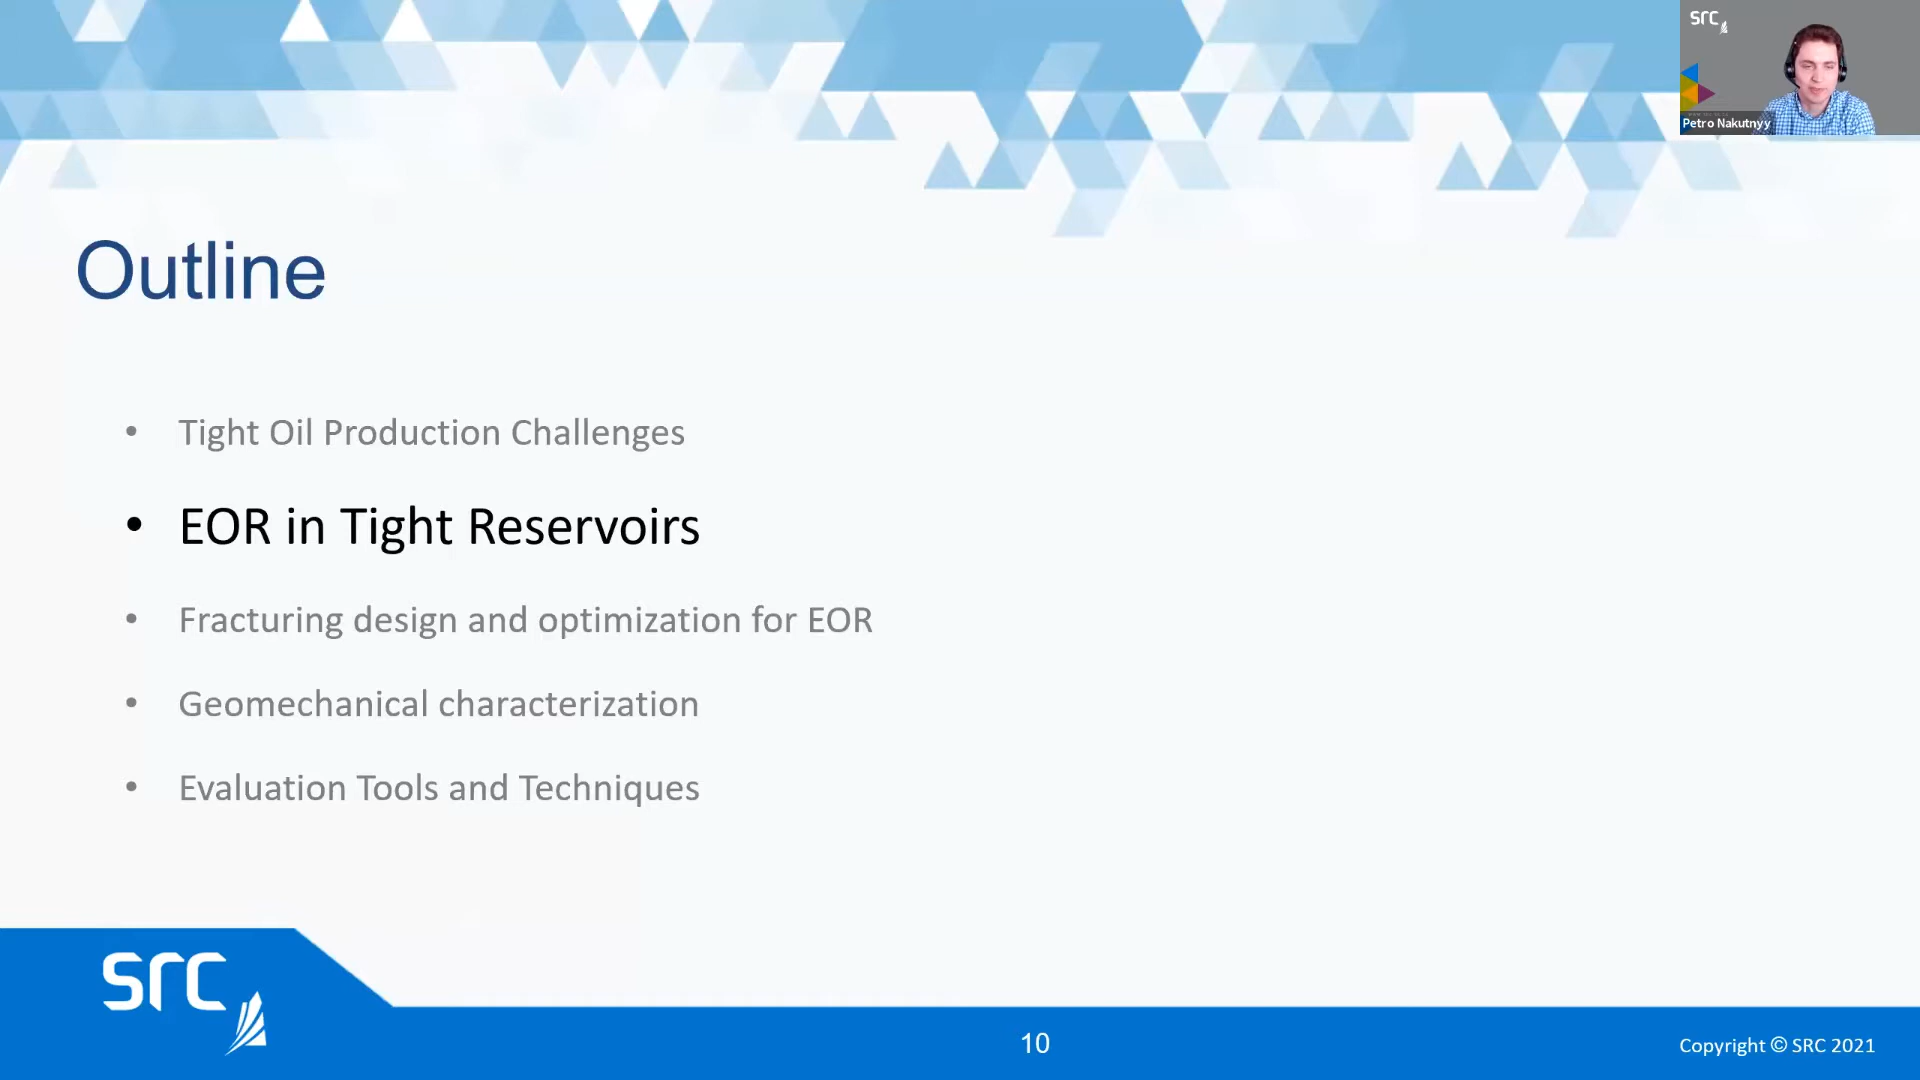 src
Petro Nakutnyy
Outline
• Tight Oil Production Challenges
• EOR in Tight Reservoirs
• Fracturing design and optimization for EOR
• Geomechanical characterization
• Evaluation Tools and Techniques
src
10
Copyright © SRC 2021